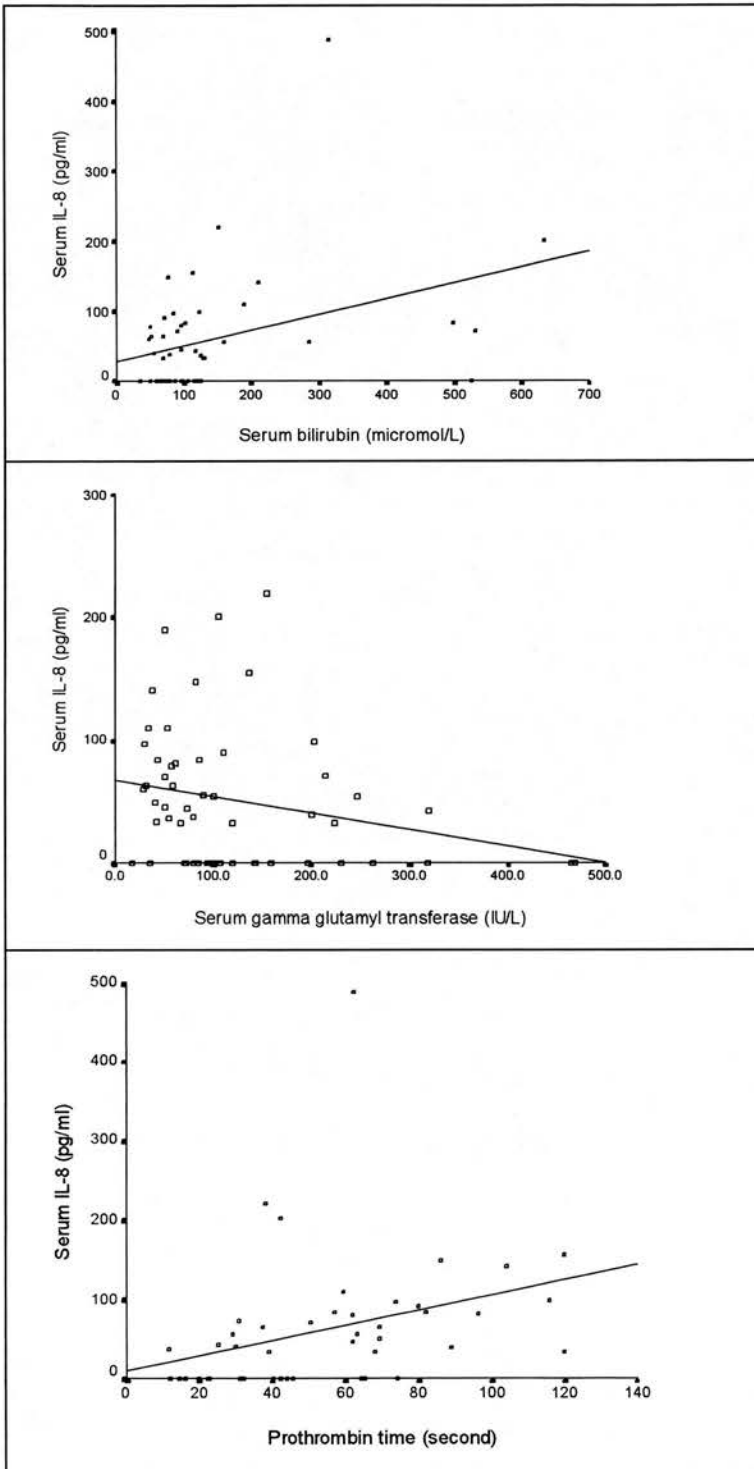 500
400
300
200
100
0
Serum IL-8 (pg/ml)
0 100 200 300 400 500 600 700
Serum bilirubin (micromol/L)
300
200
100
0
Serum IL-8 (pg/ml)
0.0 100.0 200.0 300.0 400.0 500.0
Serum gamma glutamyl transferase (IU/L)
500
400
300
200
100
0
Serum IL-8 (pg/ml)
0 20 40 60 80 100 120 140
Prothrombin time (second)